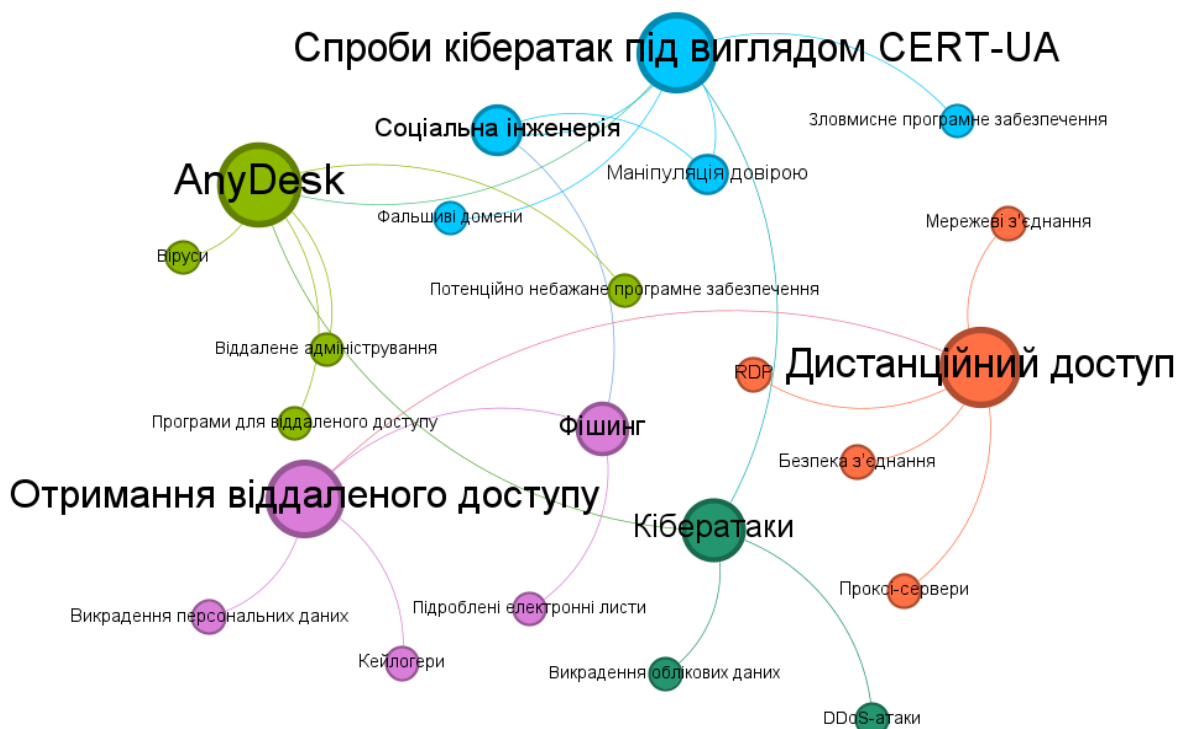 Спроби кібератак під виглядом CERT-UA
Зловмисне програмне забезпечення
Соціальна інженерія
Маніпуляція довірою
AnyDesk
Фальшиві домени
Мережеві з'єднання
Віруси
Потенційно небажане програмне забезпечення
Віддалене адміністрування
Дистанційний доступ
RDP
Програми для віддаленого доступу
Фішинг
Безпека з'єднання
Отримання віддаленого доступу
Кібератаки
Викрадення персональних даних
Підроблені електронні листи
Проксі-сервери
Кейлогери
Викрадення облікових даних
DDoS-атаки